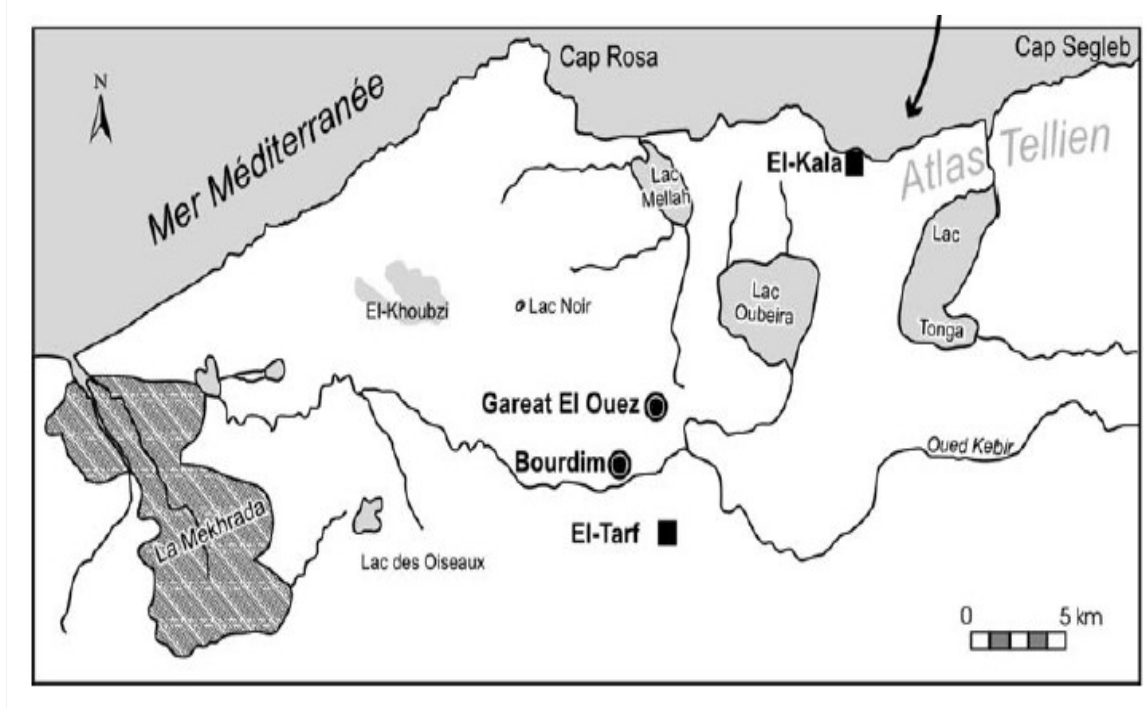 N
Mer Méditerranée
Cap Rosa
Cap Segleb
Atlas Tellien
El-Kala
Lac
Mellah
Lac
Oubeira
Lac
Tonga
El-Khoubzi
Lac Noir
Gareat El Ouez
Bourdim
Oued Kebir
La Mekhrada
El-Tarf
Lac des Oiseaux
0 5 km